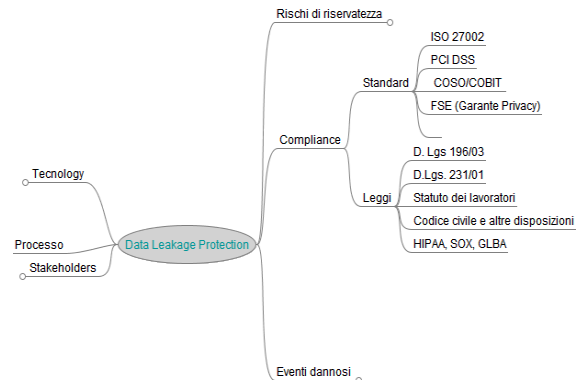 Rischi di riservatezza
ISO 27002
PCI DSS
Standard
COSO/COBIT
FSE (Garante Privacy)
Compliance
D. Lgs 196/03
D.Lgs. 231/01
Leggi
Statuto dei lavoratori
Codice civile e altre disposizioni
HIPAA, SOX, GLBA
Tecnology
Data Leakage Protection
Processo
Stakeholders
Eventi dannosi